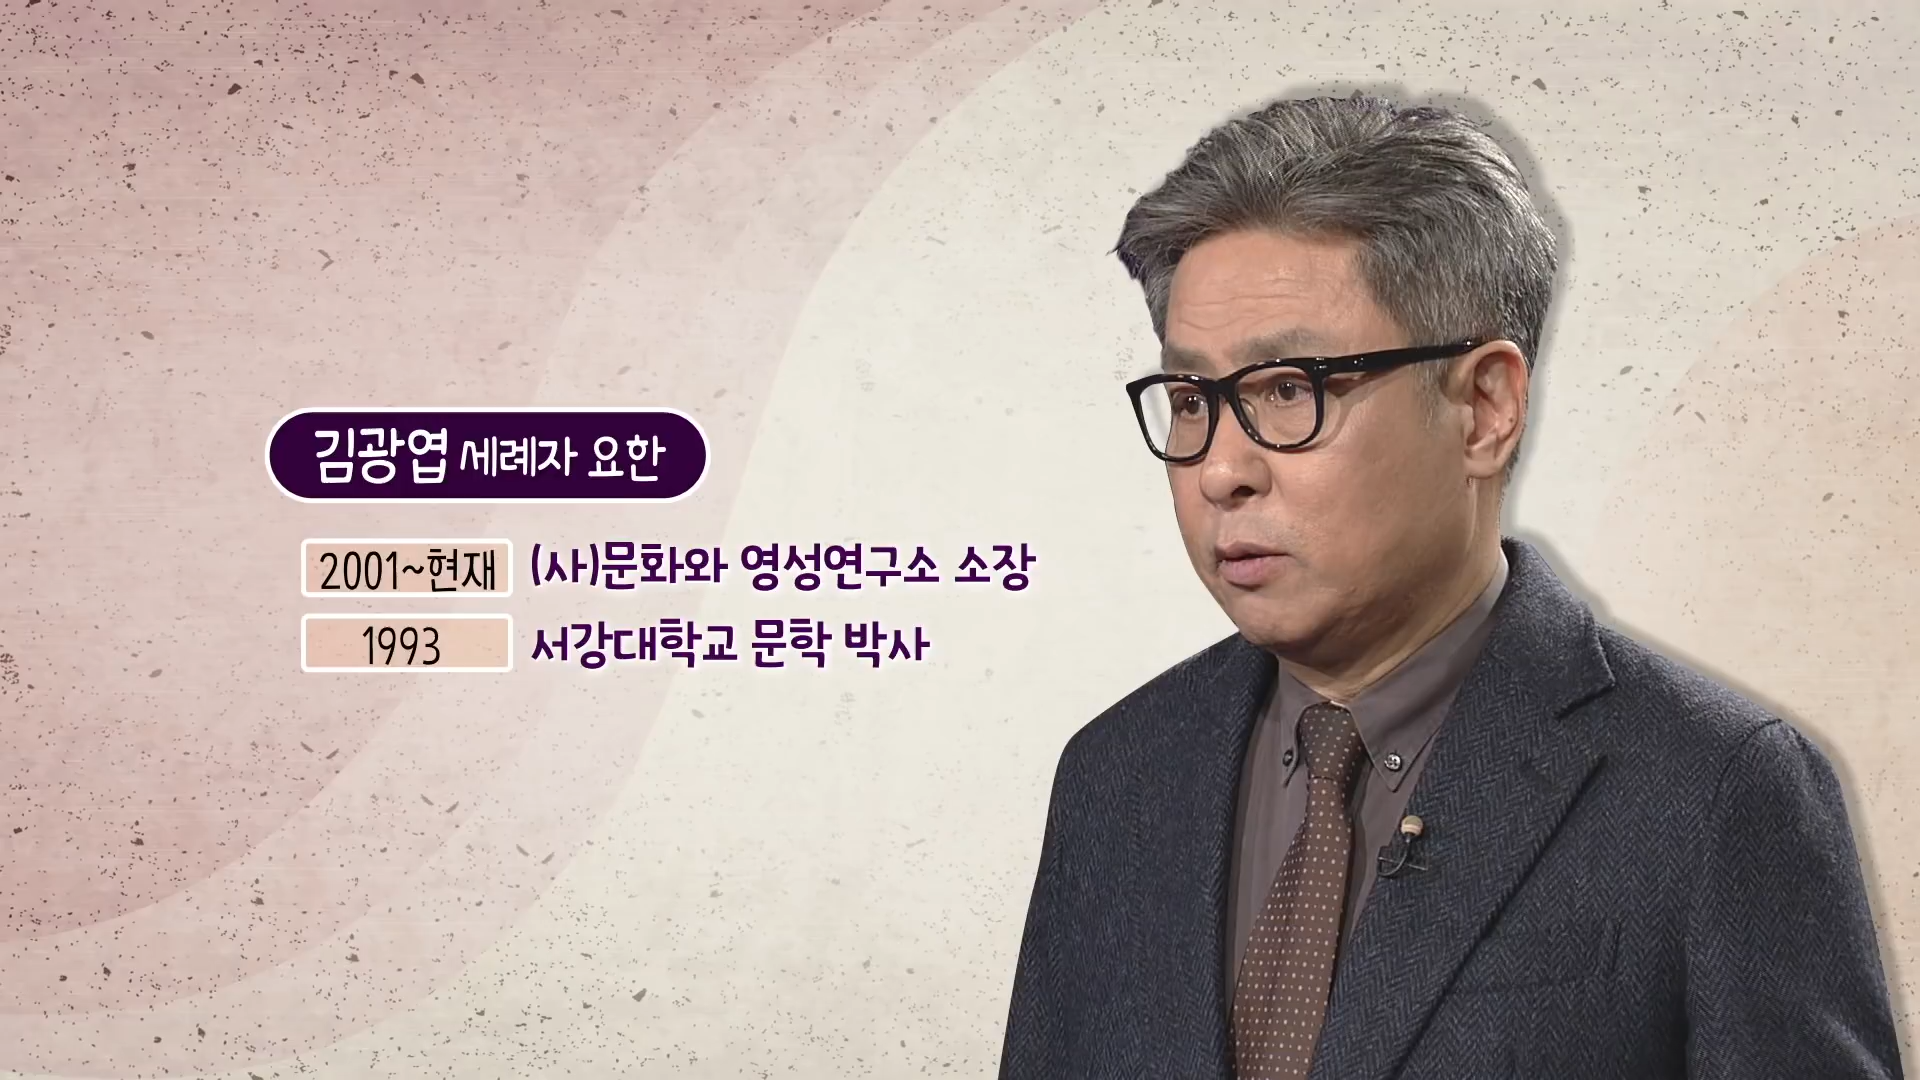 김광엽 세례자 요한
2001~현재 (사)문화와 영성연구소 소장
1993 서강대학교 문학 박사